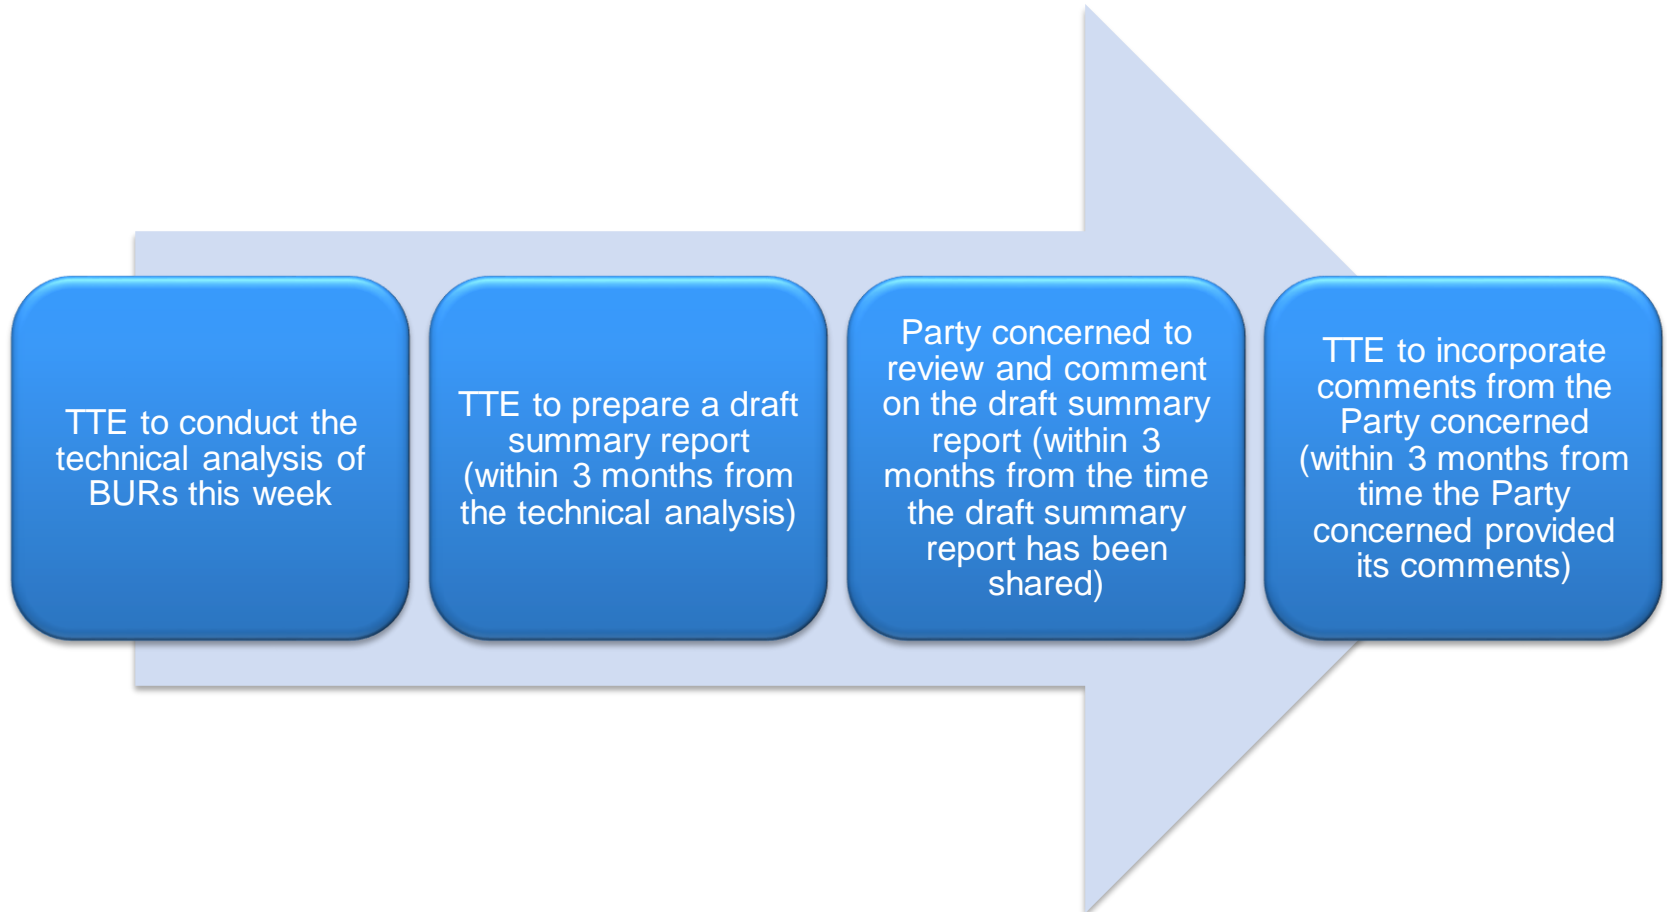 TTE to conduct the
technical analysis of
BURs this week
TTE to prepare a draft
summary report
(within 3 months from
the technical analysis)
Party concerned to
review and comment
on the draft summary
report (within 3
months from the time
the draft summary
report has been
shared)
TTE to incorporate
comments from the
Party concerned
(within 3 months from
time the Party
concerned provided
its comments)